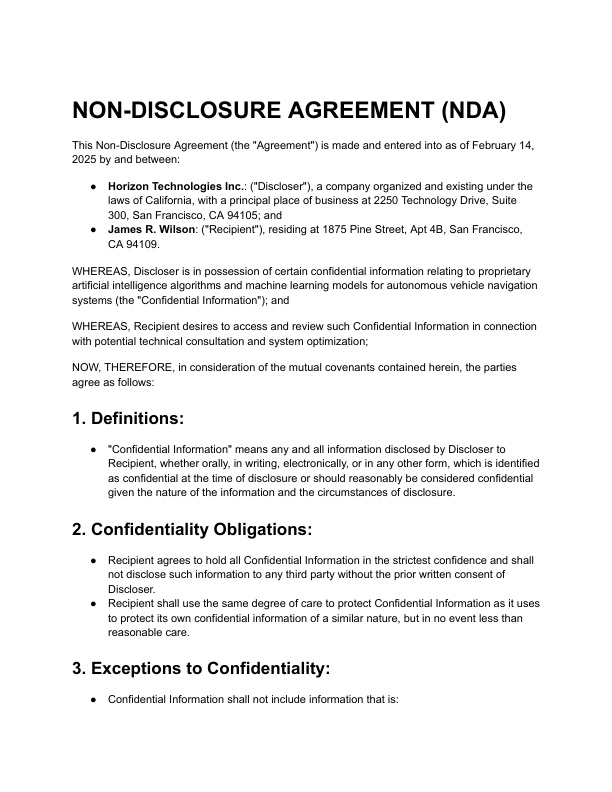 NON-DISCLOSURE AGREEMENT (NDA)
This Non-Disclosure Agreement (the "Agreement") is made and entered into as of February 14,
2025 by and between:
● Horizon Technologies Inc.: ("Discloser"), a company organized and existing under the
laws of California, with a principal place of business at 2250 Technology Drive, Suite
300, San Francisco, CA 94105; and
● James R. Wilson: ("Recipient"), residing at 1875 Pine Street, Apt 4B, San Francisco,
CA 94109.
WHEREAS, Discloser is in possession of certain confidential information relating to proprietary
artificial intelligence algorithms and machine learning models for autonomous vehicle navigation
systems (the "Confidential Information"); and
WHEREAS, Recipient desires to access and review such Confidential Information in connection
with potential technical consultation and system optimization;
NOW, THEREFORE, in consideration of the mutual covenants contained herein, the parties
agree as follows:
1. Definitions:
● "Confidential Information" means any and all information disclosed by Discloser to
Recipient, whether orally, in writing, electronically, or in any other form, which is identified
as confidential at the time of disclosure or should reasonably be considered confidential
given the nature of the information and the circumstances of disclosure.
2. Confidentiality Obligations:
● Recipient agrees to hold all Confidential Information in the strictest confidence and shall
not disclose such information to any third party without the prior written consent of
Discloser.
● Recipient shall use the same degree of care to protect Confidential Information as it uses
to protect its own confidential information of a similar nature, but in no event less than
reasonable care.
3. Exceptions to Confidentiality:
● Confidential Information shall not include information that is: